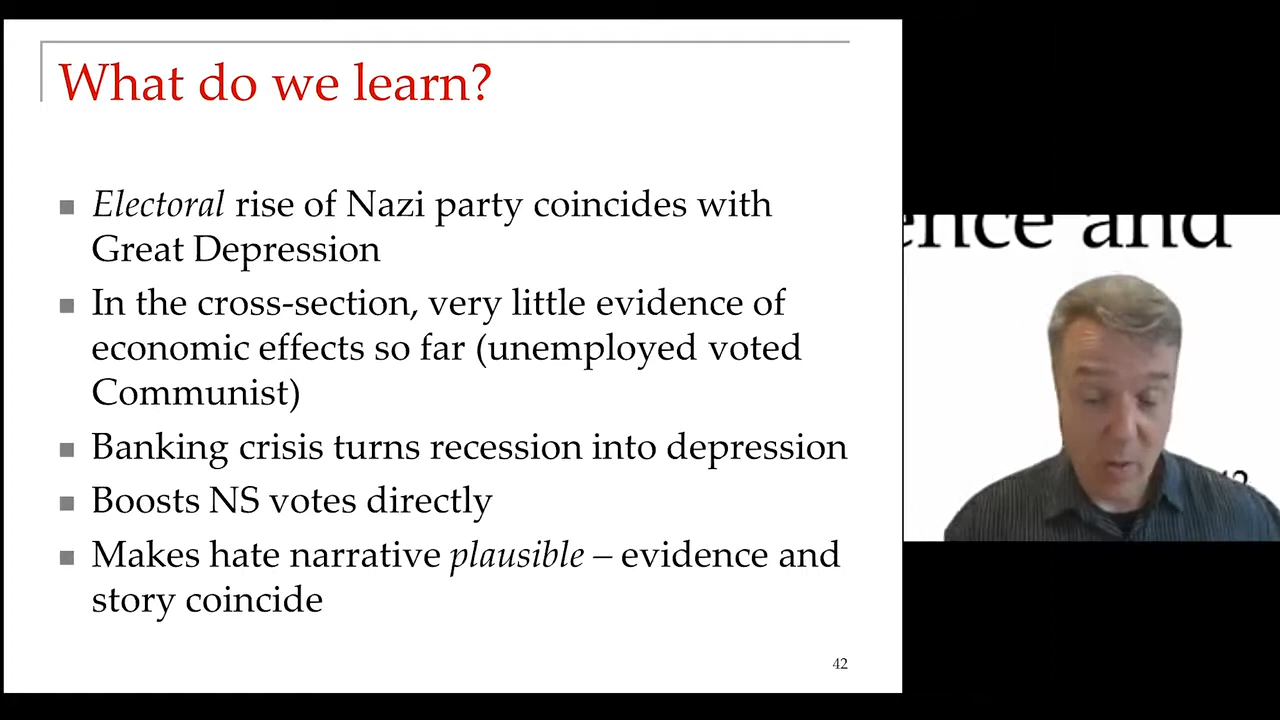 What do we learn?
Electoral rise of Nazi party coincides with
Great Depression
In the cross-section, very little evidence of
economic effects so far (unemployed voted
Communist)
Banking crisis turns recession into depression
Boosts NS votes directly
Makes hate narrative plausible – evidence and
story coincide
42
ence and